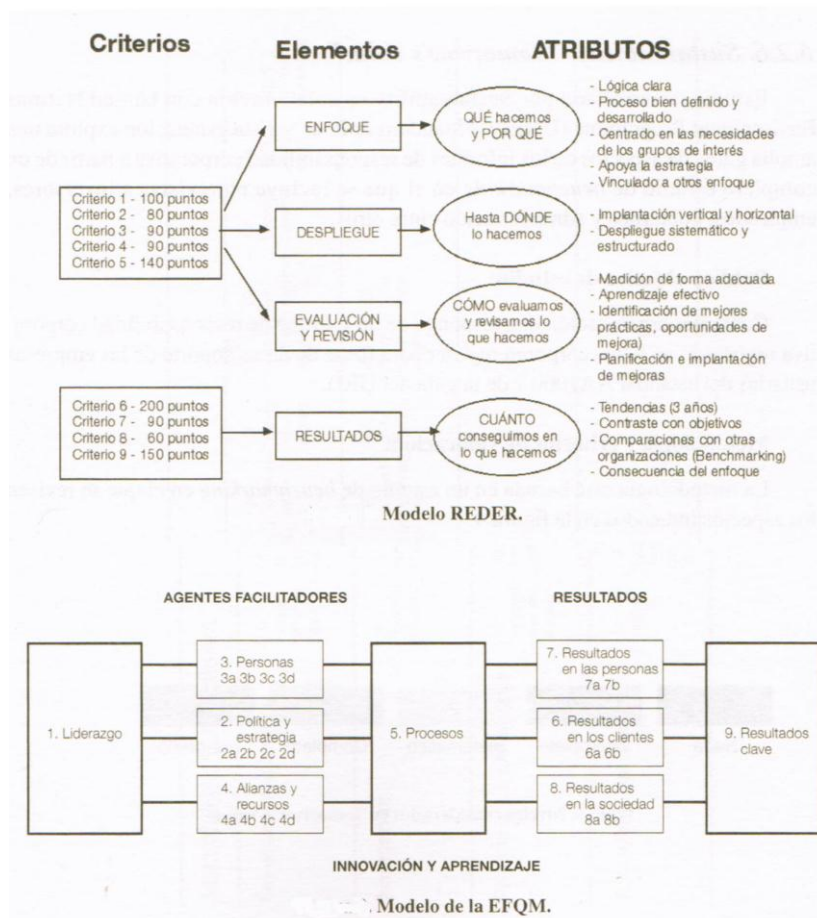 Criterios
Elementos
ATRIBUTOS
Criterio 1 - 100 puntos
Criterio 2 - 80 puntos
Criterio 3 - 90 puntos
Criterio 4 - 90 puntos
Criterio 5 - 140 puntos
ENFOQUE
QUÉ hacemos
y POR QUÉ
- Lógica clara
- Proceso bien definido y
desarrollado
- Centrado en las necesidades
de los grupos de interés
- Apoya la estrategia
- Vinculado a otros enfoque
DESPLIEGUE
Hasta DÓNDE
lo hacemos
- Implantación vertical y horizontal
- Despliegue sistemático y
estructurado
EVALUACIÓN
Y REVISIÓN
CÓMO evaluamos
y revisamos lo
que hacemos
- Madición de forma adecuada
- Aprendizaje efectivo
- Identificación de mejores
prácticas, oportunidades de
mejora)
- Planificación e implantación
de mejoras
Criterio 6 - 200 puntos
Criterio 7 - 90 puntos
Criterio 8 - 60 puntos
Criterio 9 - 150 puntos
RESULTADOS
CUÁNTO
conseguimos en
lo que hacemos
- Tendencias (3 años)
- Contraste con objetivos
- Comparaciones con otras
organizaciones (Benchmarking)
- Consecuencia del enfoque
Modelo REDER.
AGENTES FACILITADORES
RESULTADOS
1. Liderazgo
3. Personas
3a 3b 3c 3d
2. Política y
estrategia
2a 2b 2c 2d
4. Alianzas y
recursos
4a 4b 4c 4d
5. Procesos
7. Resultados
en las personas
7a 7b
6. Resultados
en los clientes
6a 6b
8. Resultados
en la sociedad
8a 8b
9. Resultados
clave
INNOVACIÓN Y APRENDIZAJE
Modelo de la EFQM.